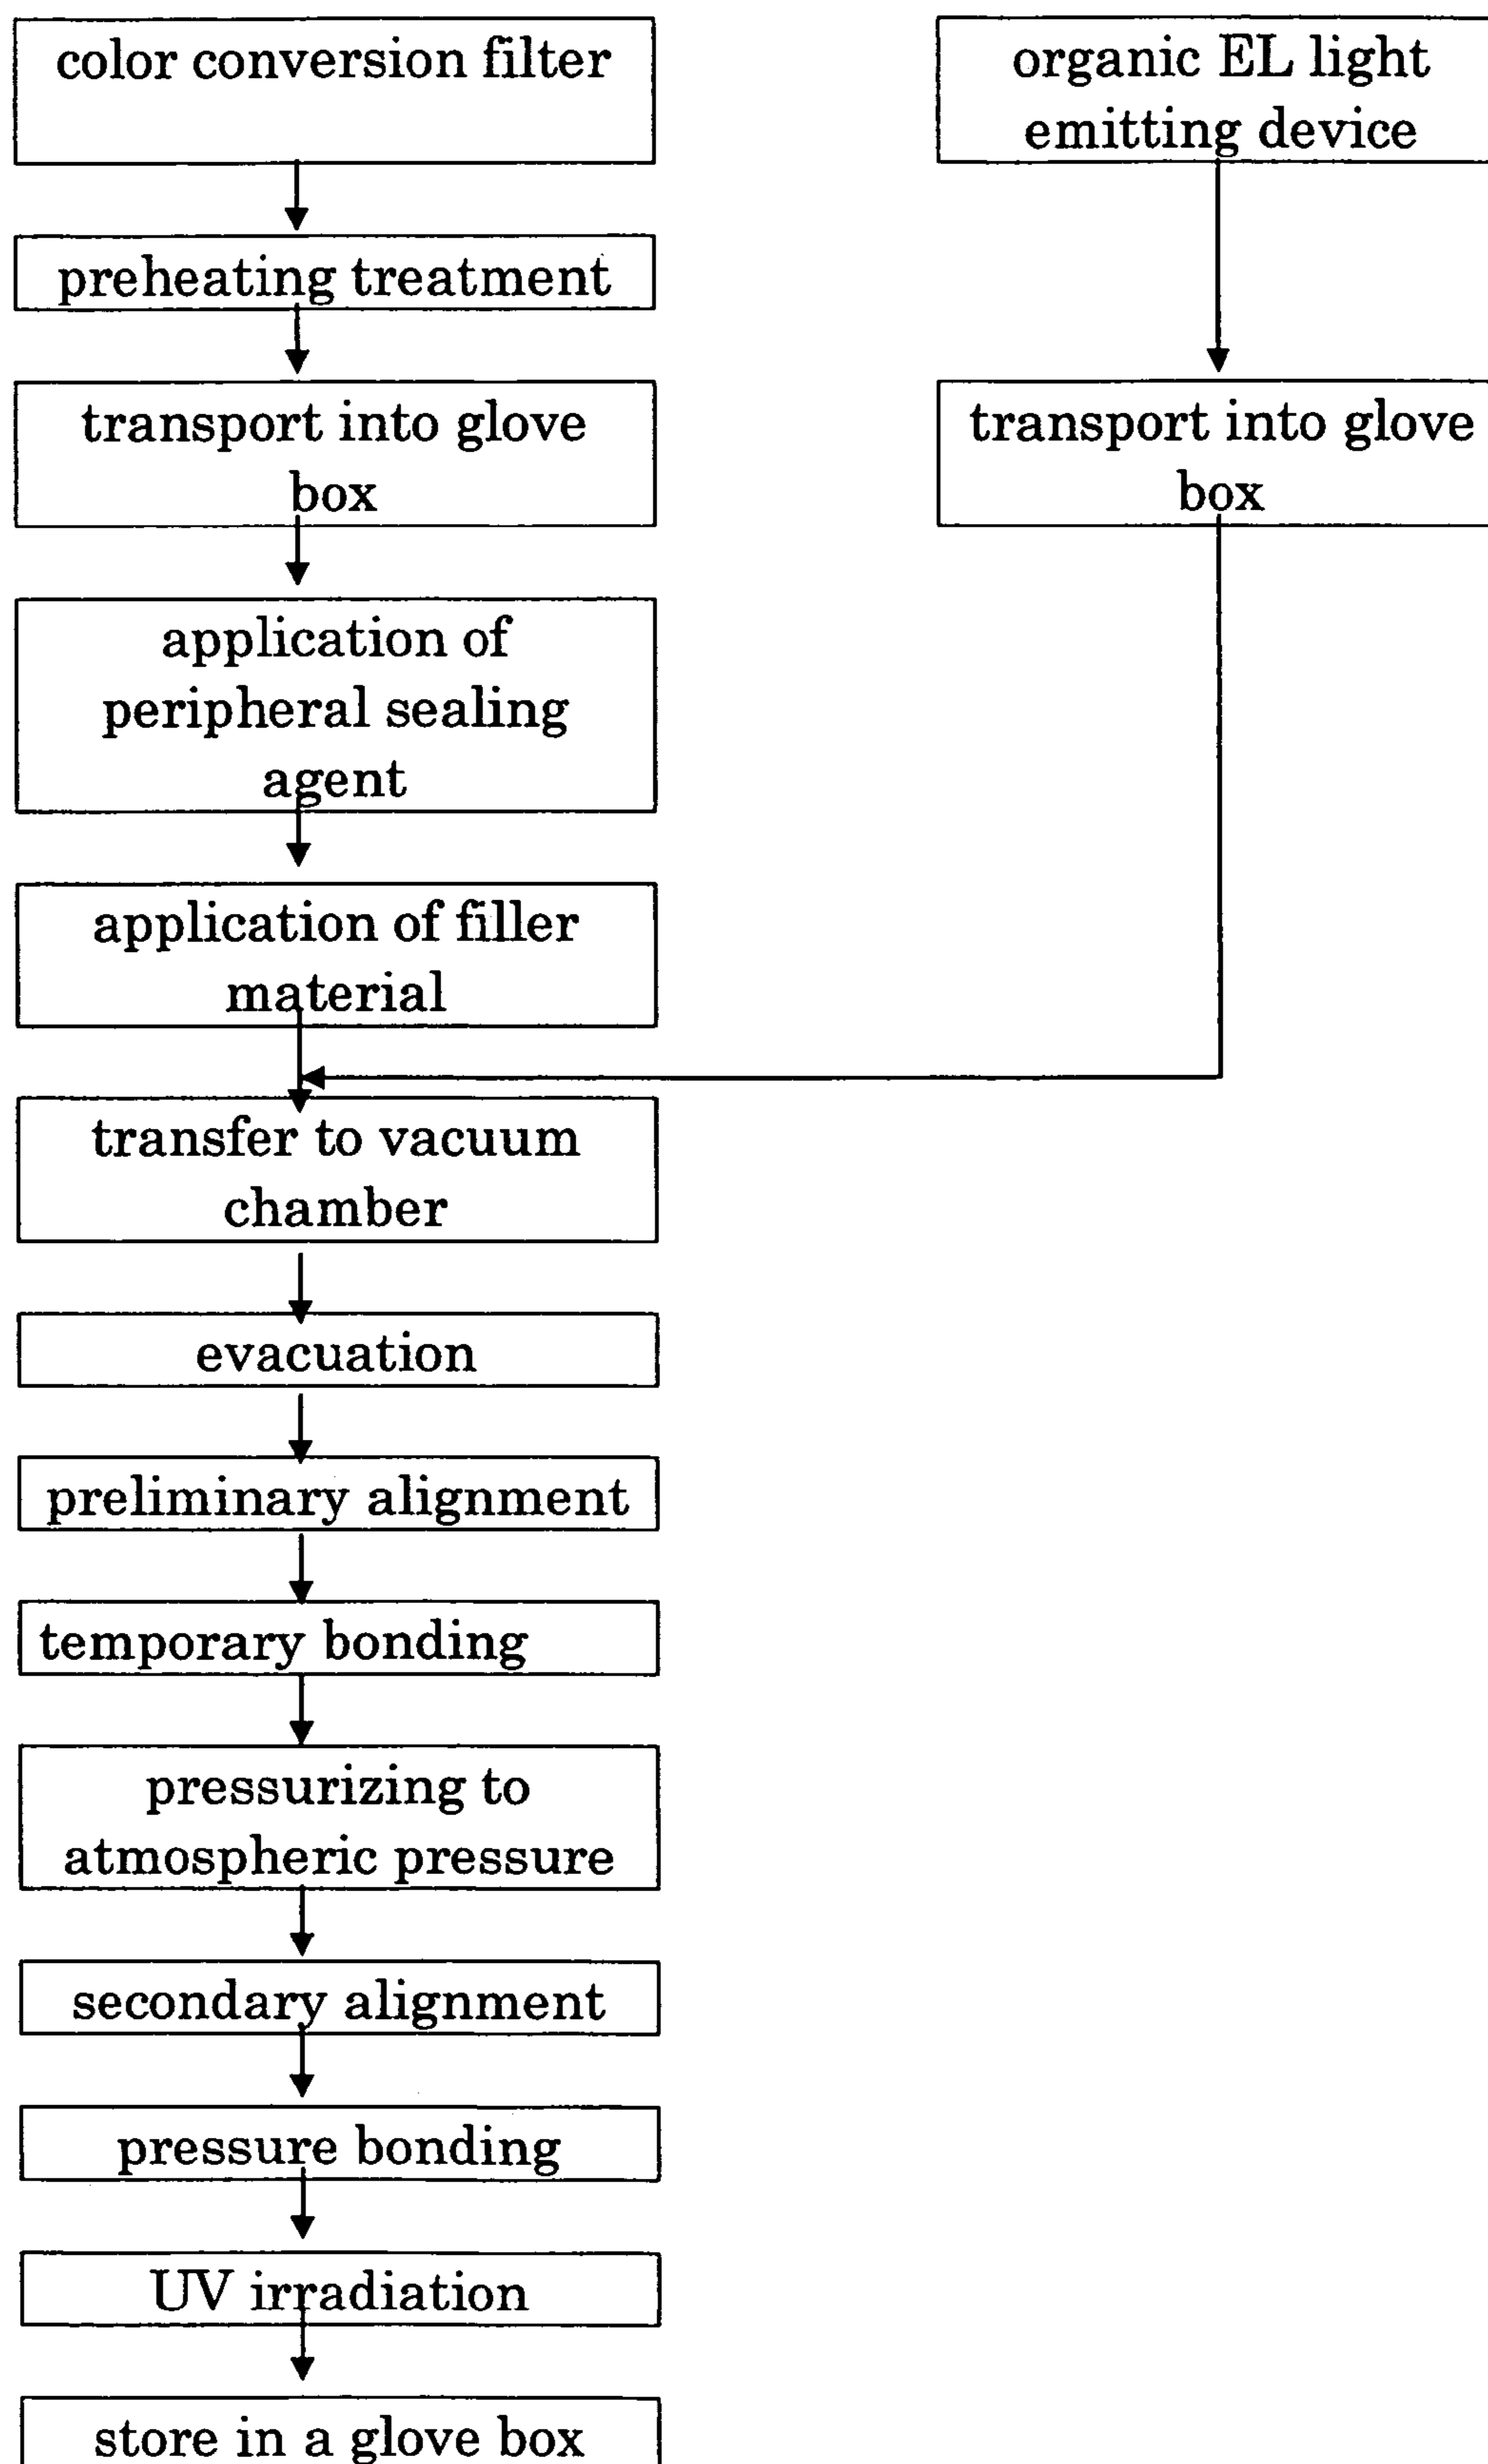 color conversion filter
organic EL light
emitting device
preheating treatment
transport into glove
box
transport into glove
box
application of
peripheral sealing
agent
application of filler
material
transfer to vacuum
chamber
evacuation
preliminary alignment
temporary bonding
pressurizing to
atmospheric pressure
secondary alignment
pressure bonding
UV irradiation
store in a glove box